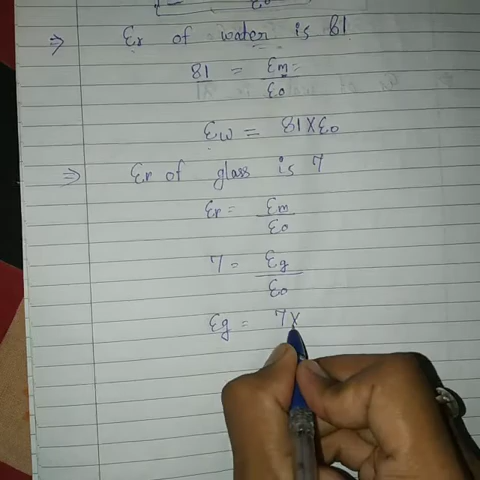 ⇒ εr of water is 81
81 = εm = / ε0
εw = 81 × ε0
⇒ εr of glass is 7
εr = εm / ε0
7 = εg / ε0
εg = 7 ×